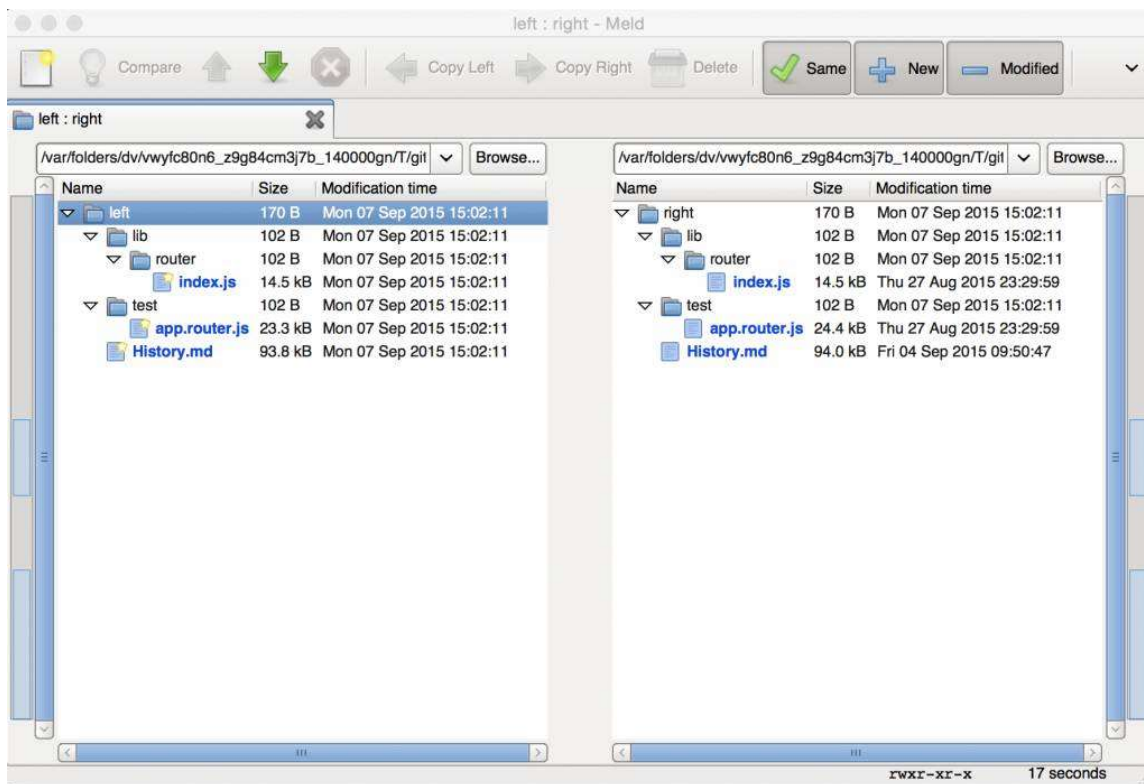 left : right - Meld
Compare Copy Left Copy Right Delete Same New Modified
left : right
/var/folders/dv/vwyfc80n6_z9g84cm3j7b_140000gn/T/git Browse... /var/folders/dv/vwyfc80n6_z9g84cm3j7b_140000gn/T/git Browse...
Name Size Modification time Name Size Modification time
left 170 B Mon 07 Sep 2015 15:02:11 right 170 B Mon 07 Sep 2015 15:02:11
lib 102 B Mon 07 Sep 2015 15:02:11 lib 102 B Mon 07 Sep 2015 15:02:11
router 102 B Mon 07 Sep 2015 15:02:11 router 102 B Mon 07 Sep 2015 15:02:11
index.js 14.5 kB Mon 07 Sep 2015 15:02:11 index.js 14.5 kB Thu 27 Aug 2015 23:29:59
test 102 B Mon 07 Sep 2015 15:02:11 test 102 B Mon 07 Sep 2015 15:02:11
app.router.js 23.3 kB Mon 07 Sep 2015 15:02:11 app.router.js 24.4 kB Thu 27 Aug 2015 23:29:59
History.md 93.8 kB Mon 07 Sep 2015 15:02:11 History.md 94.0 kB Fri 04 Sep 2015 09:50:47
rwxr-xr-x 17 seconds